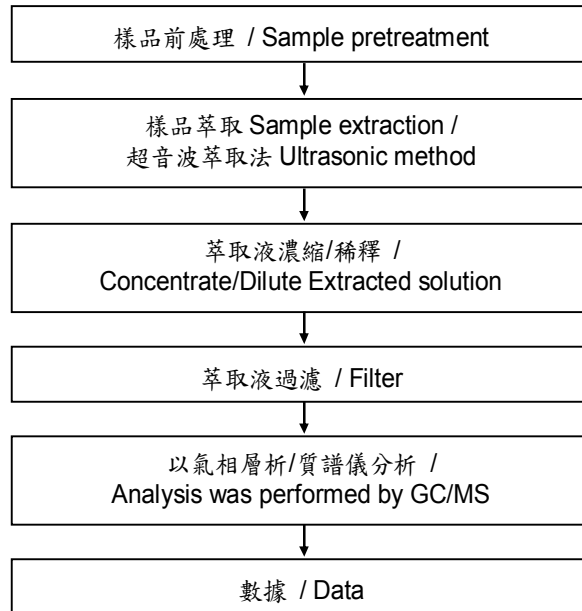 樣品前處理 / Sample pretreatment
樣品萃取 Sample extraction /
超音波萃取法 Ultrasonic method
萃取液濃縮/稀釋 /
Concentrate/Dilute Extracted solution
萃取液過濾 / Filter
以氣相層析/質譜儀分析 /
Analysis was performed by GC/MS
數據 / Data